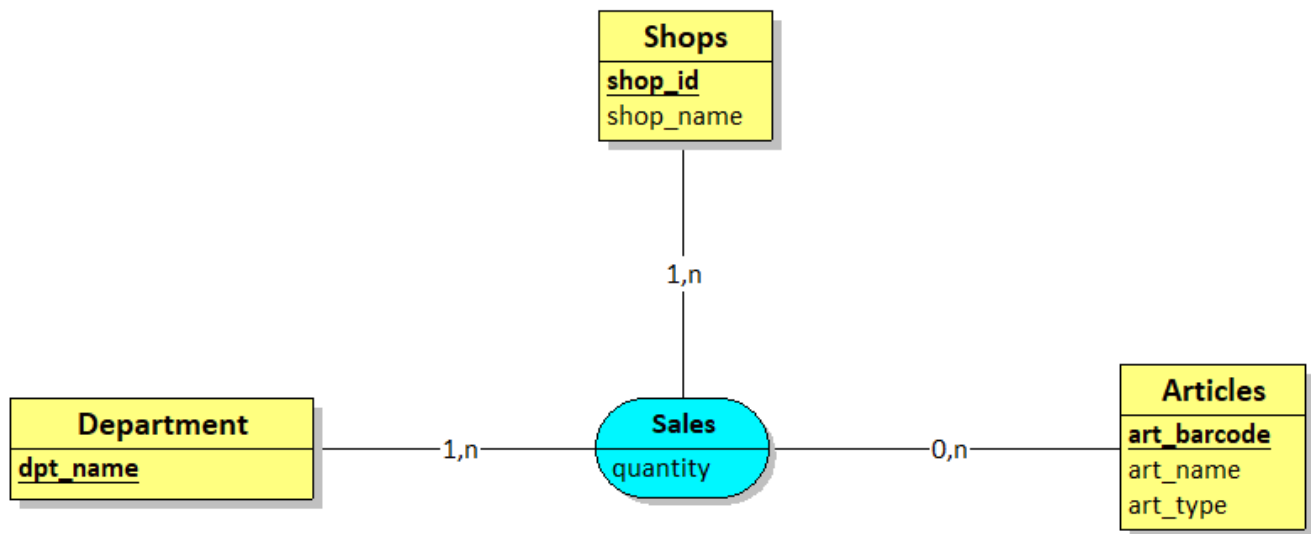 Shops
shop_id
shop_name
1,n
Department
dpt_name
1,n
Sales
quantity
0,n
Articles
art_barcode
art_name
art_type